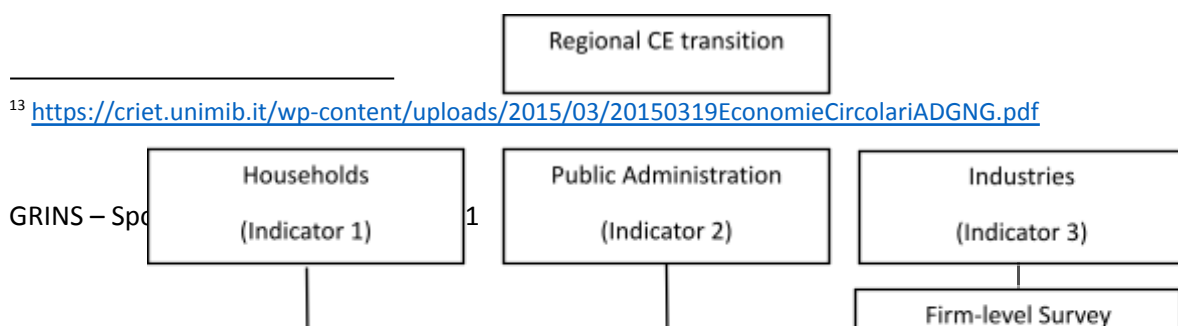 Regional CE transition
13 https://criet.unimib.it/wp-content/uploads/2015/03/20150319EconomieCircolariADGNG.pdf
Households
(Indicator 1)
Public Administration
(Indicator 2)
Industries
(Indicator 3)
GRINS – Spo
1
Firm-level Survey